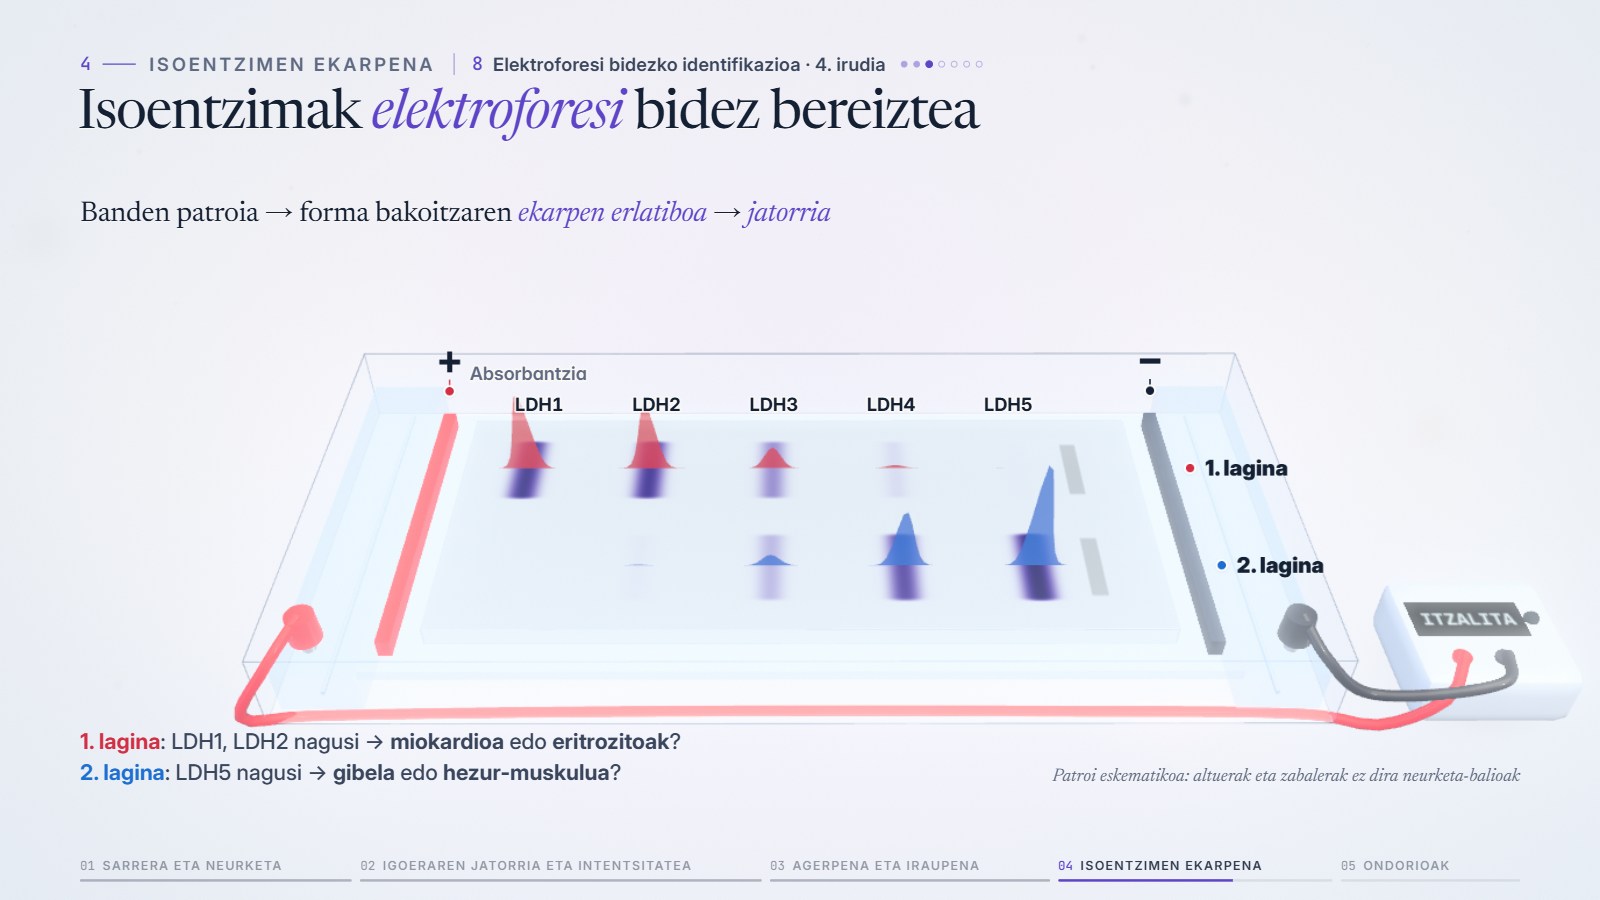 4 — ISOENTZIMEN EKARPENA | 8 Elektroforesi bidezko identifikazioa · 4. irudia
Isoentzimak elektroforesi bidez bereiztea
Banden patroia → forma bakoitzaren ekarpen erlatiboa → jatorria
+ −
Absorbantzia
LDH1 LDH2 LDH3 LDH4 LDH5
1. lagina
2. lagina
ITZALITA
1. lagina: LDH1, LDH2 nagusi → miokardioa edo eritrozitoak?
2. lagina: LDH5 nagusi → gibela edo hezur-muskulua?
Patroi eskematikoa: altuerak eta zabalerak ez dira neurketa-balioak
01 SARRERA ETA NEURKETA 02 IGOERAREN JATORRIA ETA INTENTSITATEA 03 AGERPENA ETA IRAUPENA 04 ISOENTZIMEN EKARPENA 05 ONDORIOAK